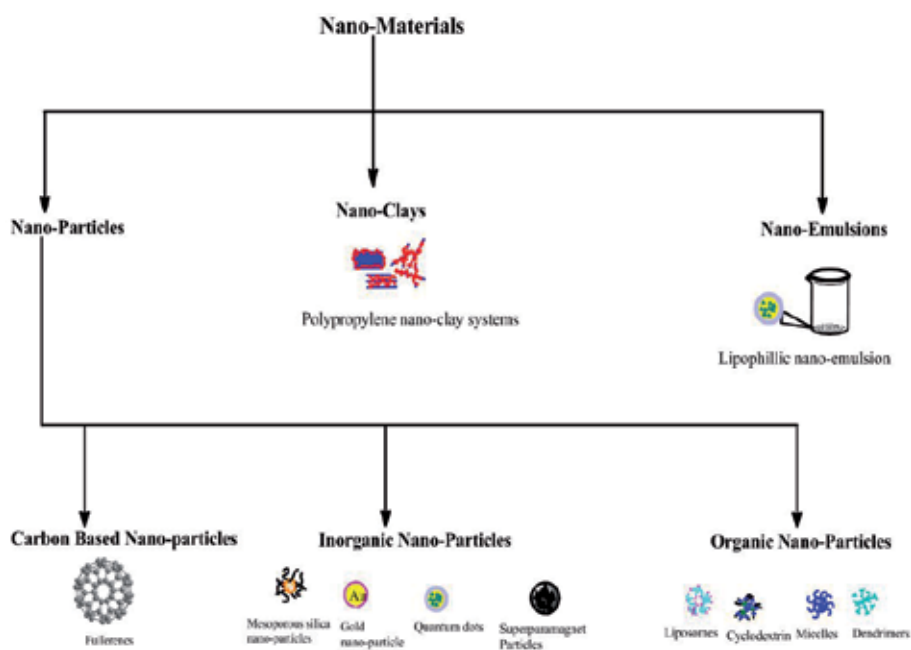 Nano-Materials
Nano-Particles
Nano-Clays
Nano-Emulsions
Polypropylene nano-clay systems
Lipophillic nano-emulsion
Carbon Based Nano-particles
Inorganic Nano-Particles
Organic Nano-Particles
Fullerenes
Mesoporous silica
nano-particles
Au
Gold
nano-particle
Quantum dots
Superparamagnet
Particles
Liposomes
Cyclodextrin
Micelles
Dendrimers